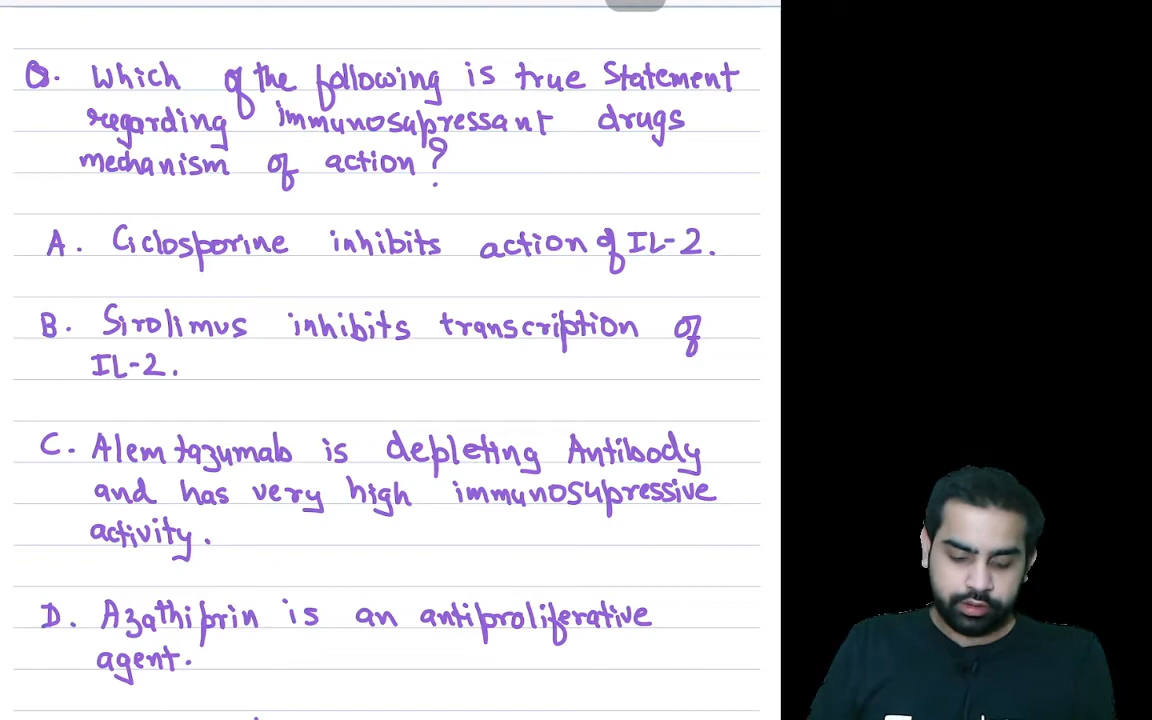 Q. Which of the following is true Statement
regarding immunosupressant drugs
mechanism of action?
A. Ciclosporine inhibits action of IL-2.
B. Sirolimus inhibits transcription of
IL-2.
C. Alemtazumab is depleting Antibody
and has very high immunosupressive
activity.
D. Azathiprin is an antiproliferative
agent.